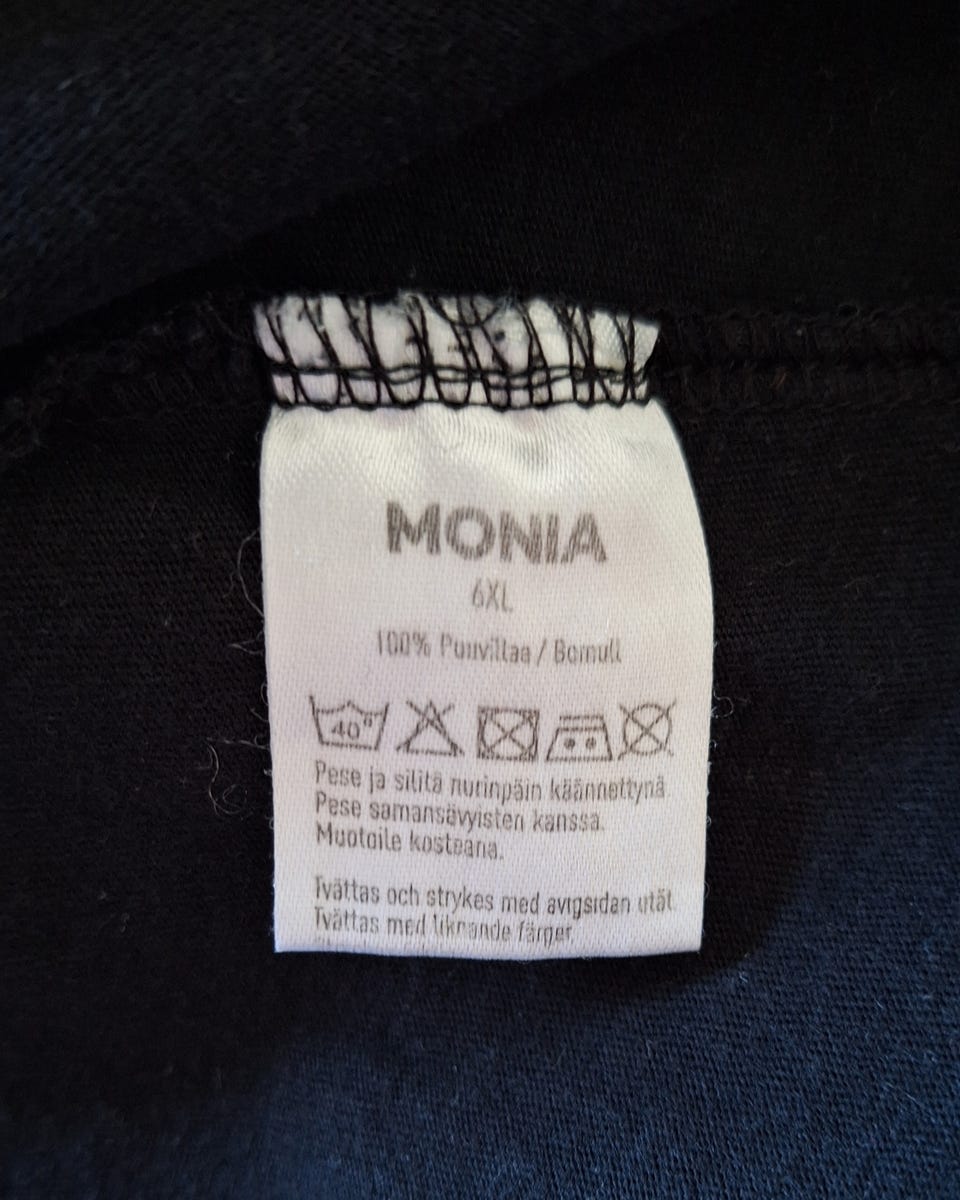 MONIA
6XL
100% Puuvillaa / Bomull
40°
Pese ja silitä nurinpäin käännettynä
Pese samansävyisten kanssa.
Muotoile kosteana.
Tvättas och strykes med avigsidan utåt.
Tvättas med liknande färger.